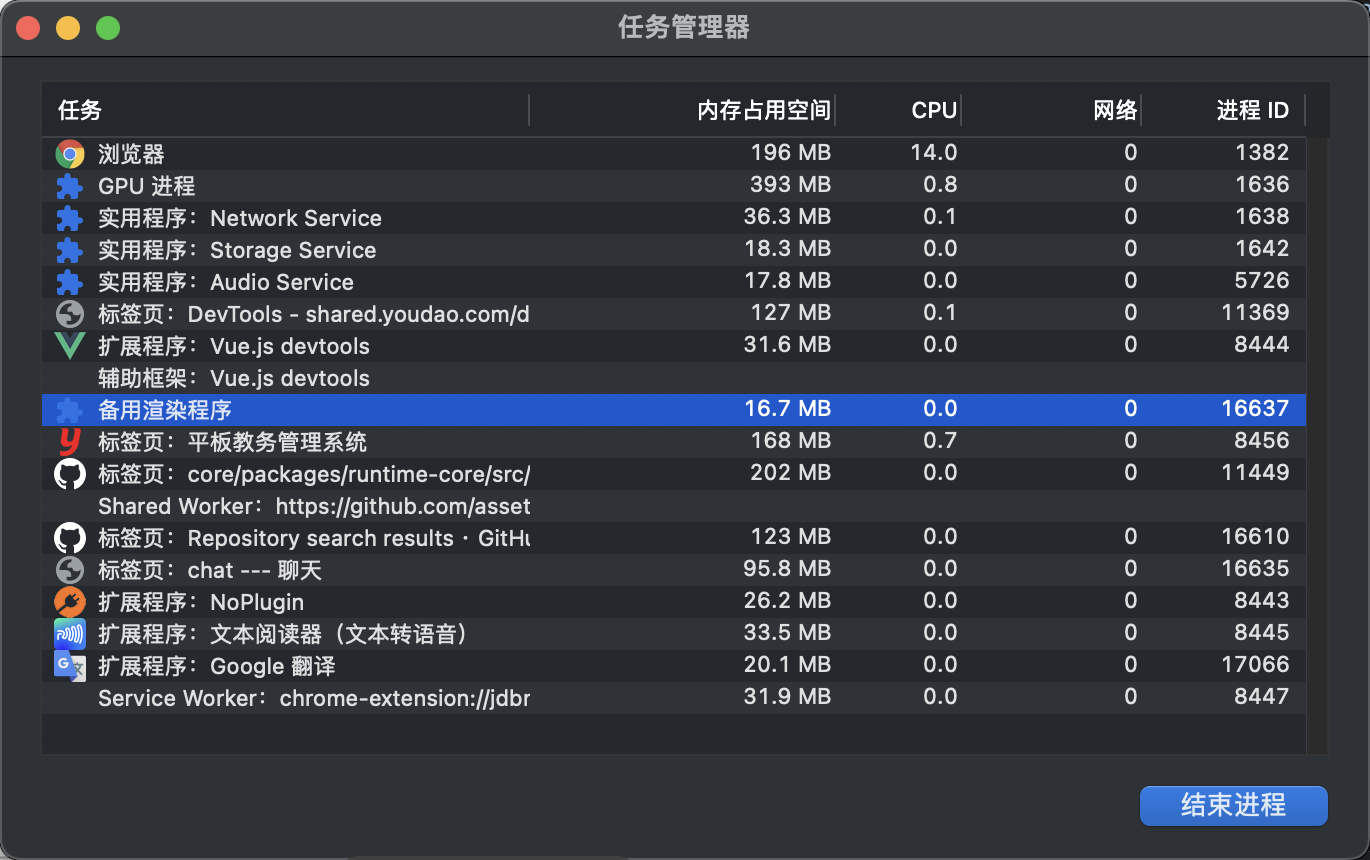 任务管理器
任务 内存占用空间 CPU 网络 进程 ID
浏览器 196 MB 14.0 0 1382
GPU 进程 393 MB 0.8 0 1636
实用程序：Network Service 36.3 MB 0.1 0 1638
实用程序：Storage Service 18.3 MB 0.0 0 1642
实用程序：Audio Service 17.8 MB 0.0 0 5726
标签页：DevTools - shared.youdao.com/d 127 MB 0.1 0 11369
扩展程序：Vue.js devtools 31.6 MB 0.0 0 8444
辅助框架：Vue.js devtools
备用渲染程序 16.7 MB 0.0 0 16637
标签页：平板教务管理系统 168 MB 0.7 0 8456
标签页：core/packages/runtime-core/src/ 202 MB 0.0 0 11449
Shared Worker：https://github.com/asset
标签页：Repository search results · GitHu 123 MB 0.0 0 16610
标签页：chat --- 聊天 95.8 MB 0.0 0 16635
扩展程序：NoPlugin 26.2 MB 0.0 0 8443
扩展程序：文本阅读器（文本转语音） 33.5 MB 0.0 0 8445
扩展程序：Google 翻译 20.1 MB 0.0 0 17066
Service Worker：chrome-extension://jdbr 31.9 MB 0.0 0 8447
结束进程